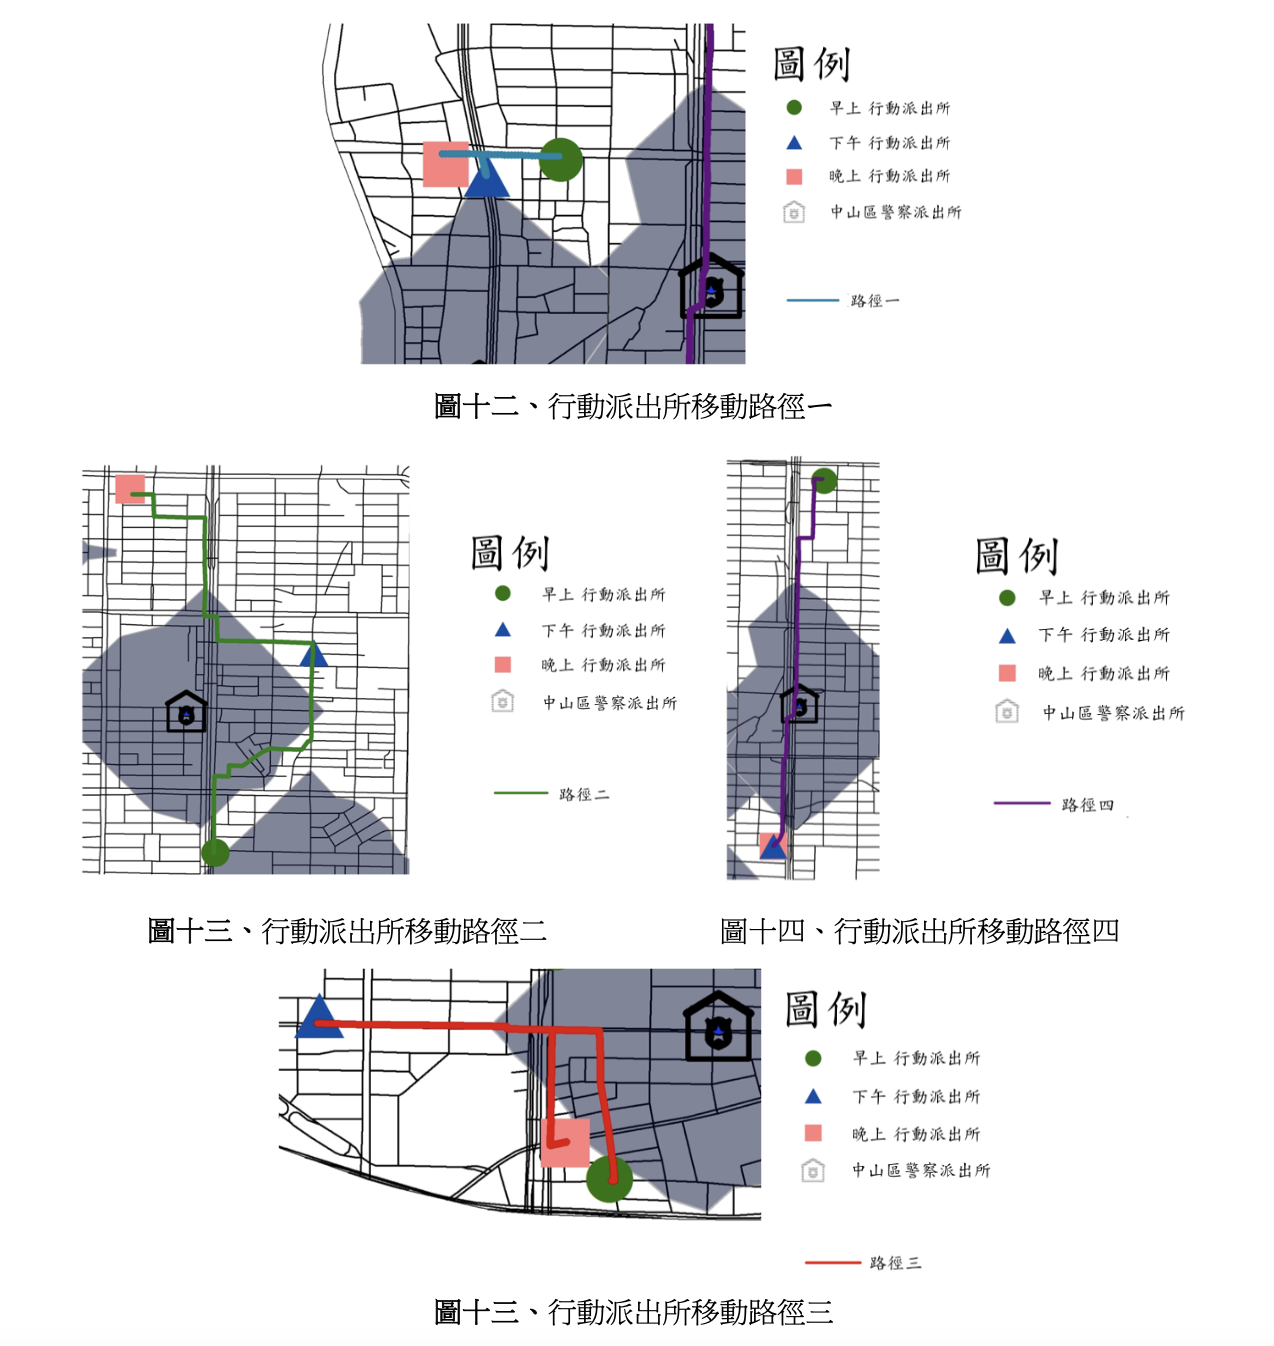 圖例
早上 行動派出所
下午 行動派出所
晚上 行動派出所
中山區警察派出所
路徑一
圖十二、行動派出所移動路徑一
圖例
早上 行動派出所
下午 行動派出所
晚上 行動派出所
中山區警察派出所
路徑二
圖十三、行動派出所移動路徑二
圖例
早上 行動派出所
下午 行動派出所
晚上 行動派出所
中山區警察派出所
路徑四
圖十四、行動派出所移動路徑四
圖例
早上 行動派出所
下午 行動派出所
晚上 行動派出所
中山區警察派出所
路徑三
圖十三、行動派出所移動路徑三